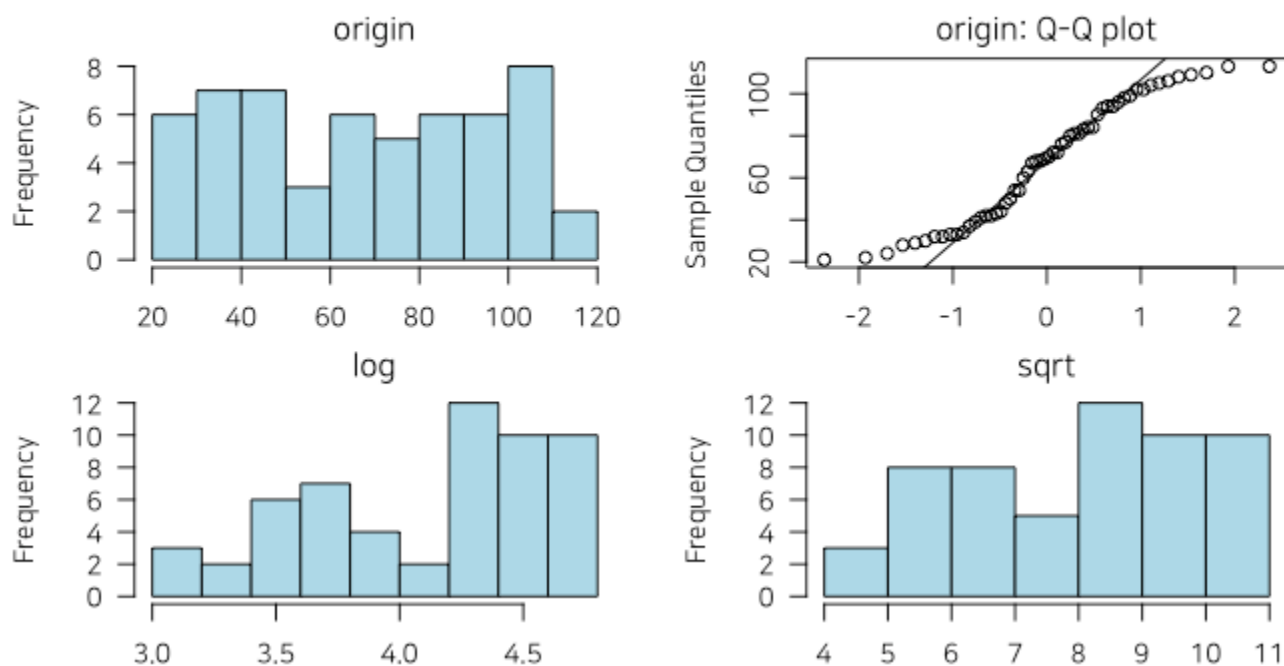 origin
Frequency
8
6
4
2
0
20 40 60 80 100 120
origin: Q-Q plot
Sample Quantiles
100
60
20
-2 -1 0 1 2
log
Frequency
12
10
8
6
4
2
0
3.0 3.5 4.0 4.5
sqrt
Frequency
12
10
8
6
4
2
0
4 5 6 7 8 9 10 11